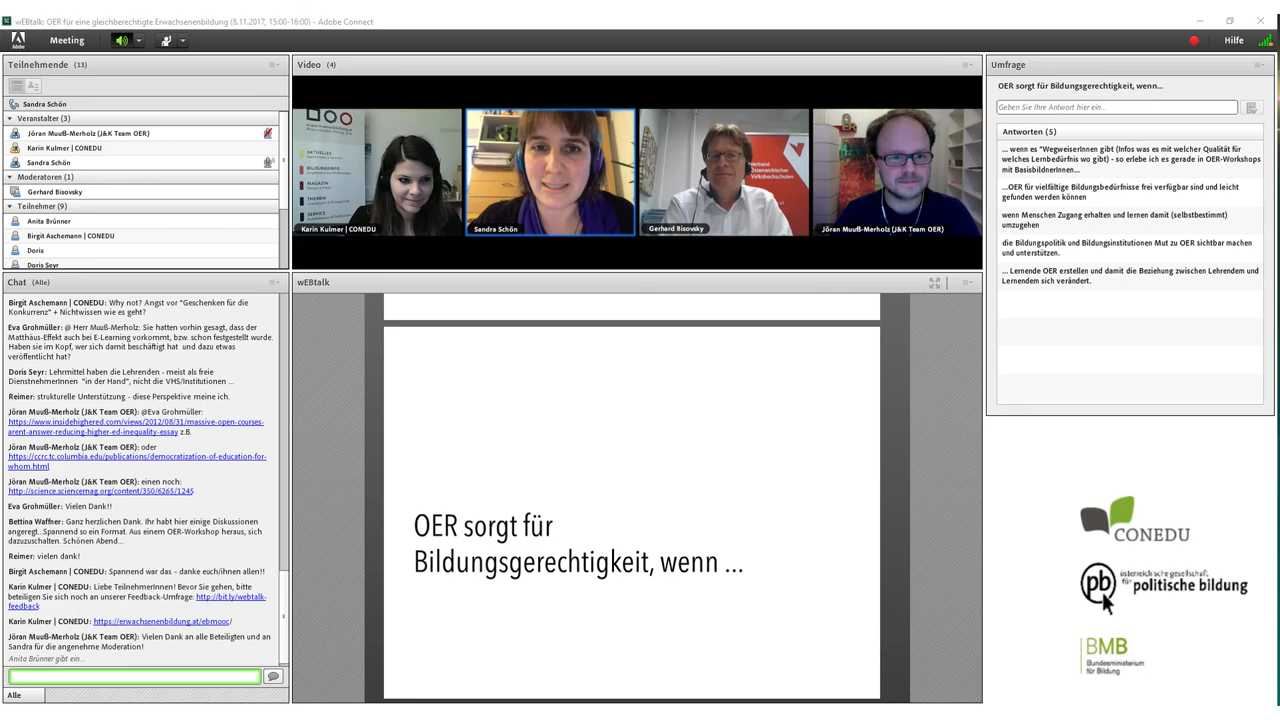 wEBtalk: OER für eine gleichberechtigte Erwachsenenbildung (8.11.2017, 15:00-16:00) - Adobe Connect
Adobe
Meeting
Hilfe
Teilnehmende (13)
Sandra Schön
Veranstalter (3)
Jöran Muuß-Merholz (J&K Team OER)
Karin Kulmer | CONEDU
Sandra Schön
Moderatoren (1)
Gerhard Bisovsky
Teilnehmer (9)
Anita Brünner
Birgit Aschemann | CONEDU
Doris
Doris Seyr
Video (4)
AKTUELLES
BILDUNGSINFO
MAGAZIN
THEMEN
SERVICE
Karin Kulmer | CONEDU
Sandra Schön
Verband
Österreichischer
Volkshochschulen
Gerhard Bisovsky
Jöran Muuß-Merholz (J&K Team OER)
Chat (Alle)
Birgit Aschemann | CONEDU: Why not? Angst vor "Geschenken für die
Konkurrenz" + Nichtwissen wie es geht?
Eva Grohmüller: @ Herr Muuß-Merholz: Sie hatten vorhin gesagt, dass der
Matthäus-Effekt auch bei E-Learning vorkommt, bzw. schon festgestellt wurde.
Haben sie im Kopf, wer sich damit beschäftigt hat und dazu etwas
veröffentlicht hat?
Doris Seyr: Lehrmittel haben die Lehrenden - meist als freie
DienstnehmerInnen "in der Hand", nicht die VHS/Institutionen ...
Reimer: strukturelle Unterstützung - diese Perspektive meine ich.
Jöran Muuß-Merholz (J&K Team OER): @Eva Grohmüller:
https://www.insidehighered.com/views/2012/08/31/massive-open-courses-
arent-answer-reducing-higher-ed-inequality-essay z.B.
Jöran Muuß-Merholz (J&K Team OER): oder
https://ccrc.tc.columbia.edu/publications/democratization-of-education-for-
whom.html
Jöran Muuß-Merholz (J&K Team OER): einen noch:
http://science.sciencemag.org/content/350/6265/1245
Eva Grohmüller: Vielen Dank!!
Bettina Waffner: Ganz herzlichen Dank. Ihr habt hier einige Diskussionen
angeregt...Spannend so ein Format. Aus einem OER-Workshop heraus, sich
dazuzuschalten. Schönen Abend...
Reimer: vielen dank!
Birgit Aschemann | CONEDU: Spannend war das - danke euch/ihnen allen!!
Karin Kulmer | CONEDU: Liebe TeilnehmerInnen! Bevor Sie gehen, bitte
beteiligen Sie sich noch an unserer Feedback-Umfrage: http://bit.ly/webtalk-
feedback
Karin Kulmer | CONEDU: https://erwachsenenbildung.at/ebmooc/
Jöran Muuß-Merholz (J&K Team OER): Vielen Dank an alle Beteiligten und an
Sandra für die angenehme Moderation!
Anita Brünner gibt ein...
Alle
wEBtalk
OER sorgt für
Bildungsgerechtigkeit, wenn ...
Umfrage
OER sorgt für Bildungsgerechtigkeit, wenn...
Geben Sie Ihre Antwort hier ein...
Antworten (5)
... wenn es "WegweiserInnen gibt (Infos was es mit welcher Qualität für
welches Lernbedürfnis wo gibt) - so erlebe ich es gerade in OER-Workshops
mit BasisbildnerInnen...
...OER für vielfältige Bildungsbedürfnisse frei verfügbar sind und leicht
gefunden werden können
wenn Menschen Zugang erhalten und lernen damit (selbstbestimmt)
umzugehen
die Bildungspolitik und Bildungsinstitutionen Mut zu OER sichtbar machen
und unterstützen.
... Lernende OER erstellen und damit die Beziehung zwischen Lehrendem und
Lernendem sich verändert.
CONEDU
pb
österreichische gesellschaft
für politische bildung
BMB
Bundesministerium
für Bildung